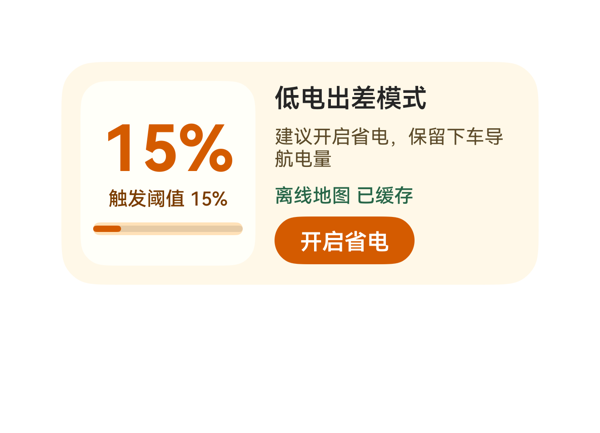 15%
触发阈值 15%
低电出差模式
建议开启省电，保留下车导
航电量
离线地图 已缓存
开启省电